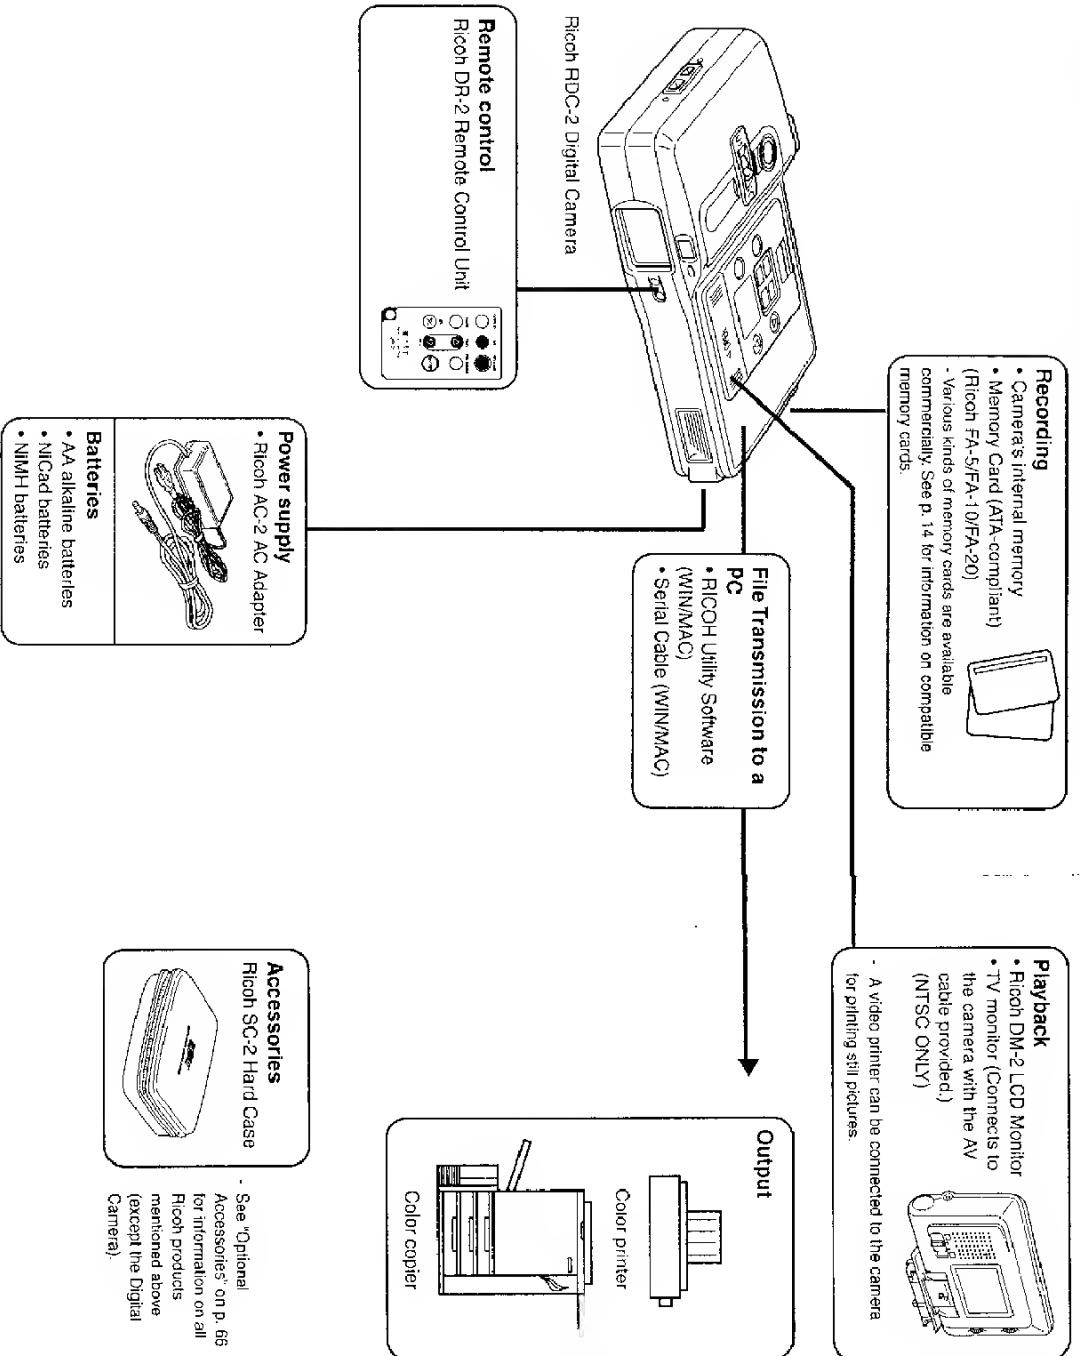 Recording
• Camera's internal memory
• Memory Card (ATA-compliant)
(Ricoh FA-5/FA-10/FA-20)
- Various kinds of memory cards are available
commercially. See p. 14 for information on compatible
memory cards.
Playback
• Ricoh DM-2 LCD Monitor
• TV monitor (Connects to
the camera with the AV
cable provided.)
(NTSC ONLY)
- A video printer can be connected to the camera
for printing still pictures.
Ricoh RDC-2 Digital Camera
File Transmission to a
PC
• RICOH Utility Software
(WIN/MAC)
• Serial Cable (WIN/MAC)
Output
Color printer
Color copier
Remote control
Ricoh DR-2 Remote Control Unit
Power supply
• Ricoh AC-2 AC Adapter
Batteries
• AA alkaline batteries
• NiCad batteries
• NiMH batteries
Accessories
Ricoh SC-2 Hard Case
- See "Optional
Accessories" on p. 66
for information on all
Ricoh products
mentioned above
(except the Digital
Camera).